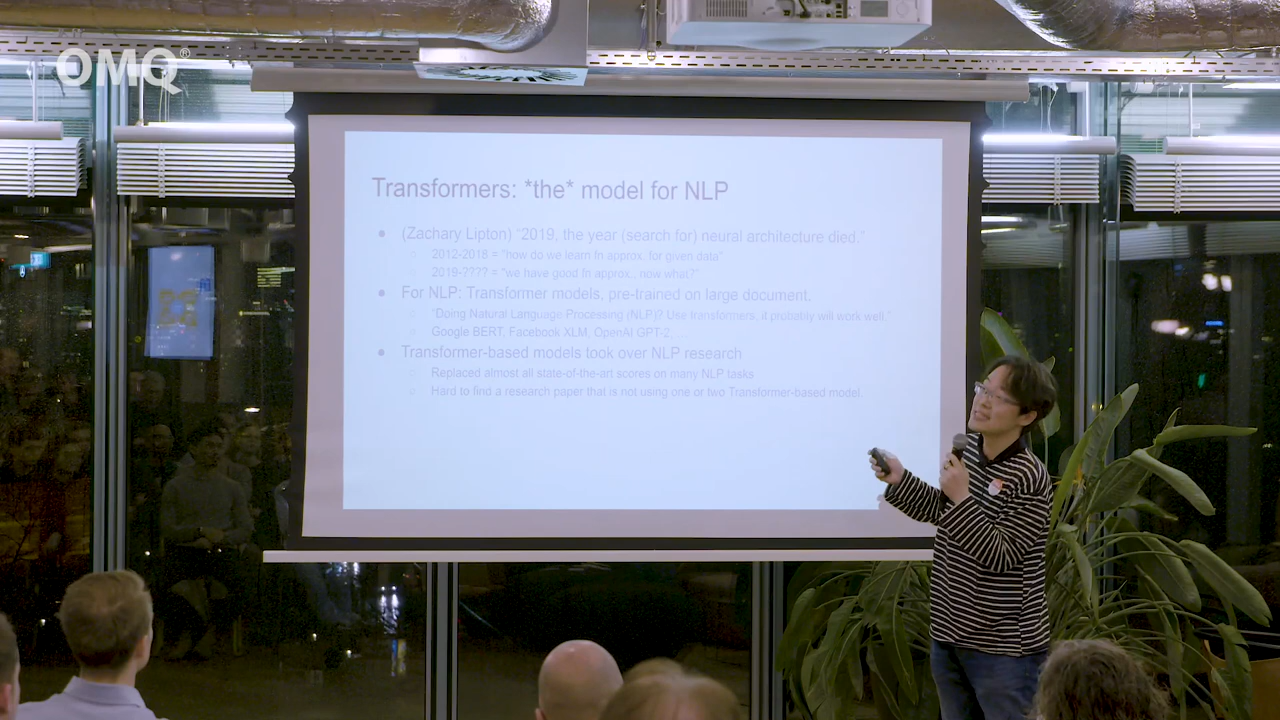 OMQ®
Transformers: *the* model for NLP
● (Zachary Lipton) “2019, the year (search for) neural architecture died.”
○ 2012-2018 = “how do we learn fn approx. for given data”
○ 2019-???? = “we have good fn approx., now what?”
● For NLP: Transformer models, pre-trained on large document.
○ “Doing Natural Language Processing (NLP)? Use transformers, it probably will work well.”
○ Google BERT, Facebook XLM, OpenAI GPT-2.
● Transformer-based models took over NLP research
○ Replaced almost all state-of-the-art scores on many NLP tasks
○ Hard to find a research paper that is not using one or two Transformer-based model.